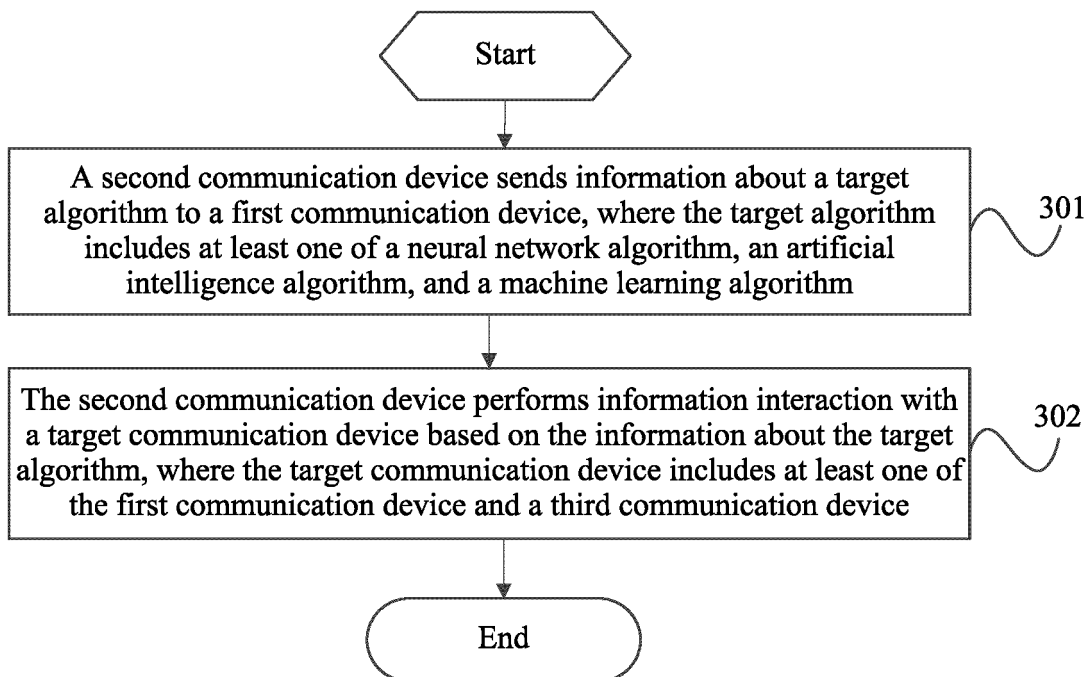 Start
A second communication device sends information about a target
algorithm to a first communication device, where the target algorithm
includes at least one of a neural network algorithm, an artificial
intelligence algorithm, and a machine learning algorithm
301
The second communication device performs information interaction with
a target communication device based on the information about the target
algorithm, where the target communication device includes at least one of
the first communication device and a third communication device
302
End